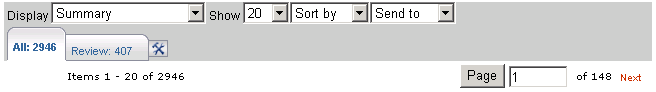 Display Summary Show 20 Sort by Send to
All: 2946 Review: 407
Items 1 - 20 of 2946 Page 1 of 148 Next